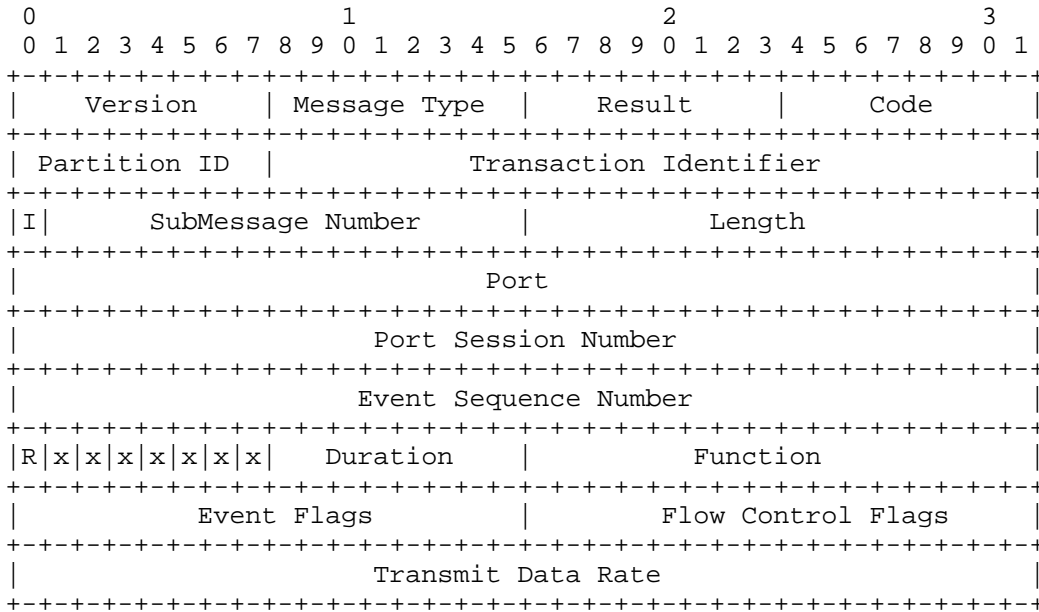 0                   1                   2                   3
 0 1 2 3 4 5 6 7 8 9 0 1 2 3 4 5 6 7 8 9 0 1 2 3 4 5 6 7 8 9 0 1
+-+-+-+-+-+-+-+-+-+-+-+-+-+-+-+-+-+-+-+-+-+-+-+-+-+-+-+-+-+-+-+-+
|    Version    | Message Type  |    Result     |     Code      |
+-+-+-+-+-+-+-+-+-+-+-+-+-+-+-+-+-+-+-+-+-+-+-+-+-+-+-+-+-+-+-+-+
| Partition ID  |            Transaction Identifier             |
+-+-+-+-+-+-+-+-+-+-+-+-+-+-+-+-+-+-+-+-+-+-+-+-+-+-+-+-+-+-+-+-+
|I|      SubMessage Number      |           Length              |
+-+-+-+-+-+-+-+-+-+-+-+-+-+-+-+-+-+-+-+-+-+-+-+-+-+-+-+-+-+-+-+-+
|                             Port                              |
+-+-+-+-+-+-+-+-+-+-+-+-+-+-+-+-+-+-+-+-+-+-+-+-+-+-+-+-+-+-+-+-+
|                      Port Session Number                      |
+-+-+-+-+-+-+-+-+-+-+-+-+-+-+-+-+-+-+-+-+-+-+-+-+-+-+-+-+-+-+-+-+
|                     Event Sequence Number                     |
+-+-+-+-+-+-+-+-+-+-+-+-+-+-+-+-+-+-+-+-+-+-+-+-+-+-+-+-+-+-+-+-+
|R|x|x|x|x|x|x|x|   Duration    |          Function             |
+-+-+-+-+-+-+-+-+-+-+-+-+-+-+-+-+-+-+-+-+-+-+-+-+-+-+-+-+-+-+-+-+
|           Event Flags         |        Flow Control Flags     |
+-+-+-+-+-+-+-+-+-+-+-+-+-+-+-+-+-+-+-+-+-+-+-+-+-+-+-+-+-+-+-+-+
|                      Transmit Data Rate                       |
+-+-+-+-+-+-+-+-+-+-+-+-+-+-+-+-+-+-+-+-+-+-+-+-+-+-+-+-+-+-+-+-+